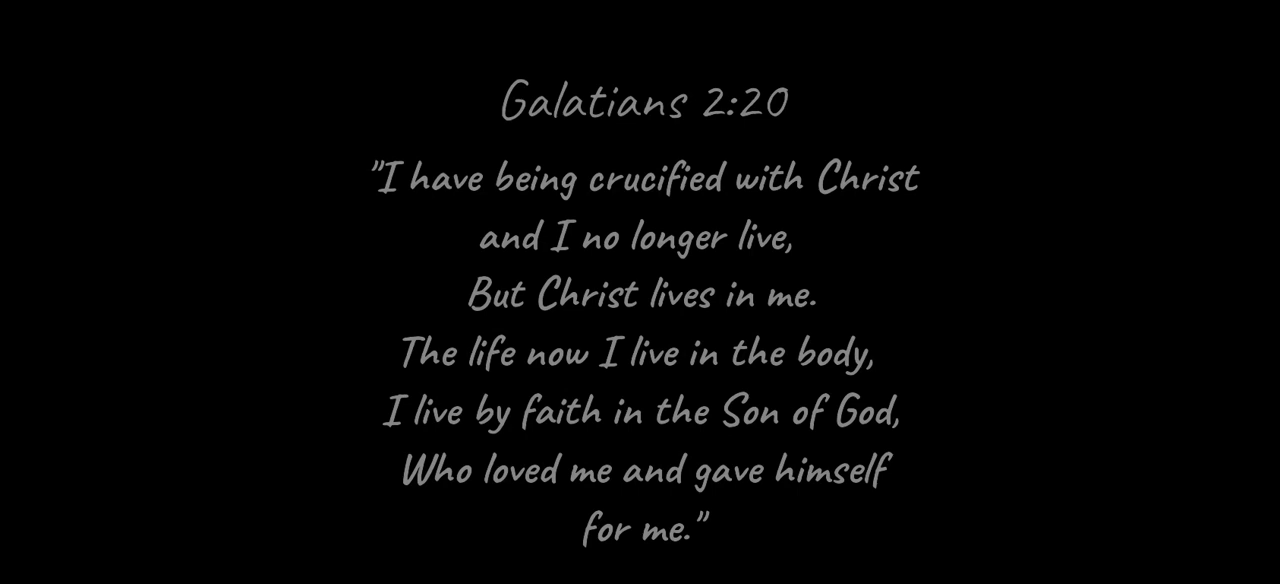 Galatians 2:20
"I have being crucified with Christ
and I no longer live,
But Christ lives in me.
The life now I live in the body,
I live by faith in the Son of God,
Who loved me and gave himself
for me."